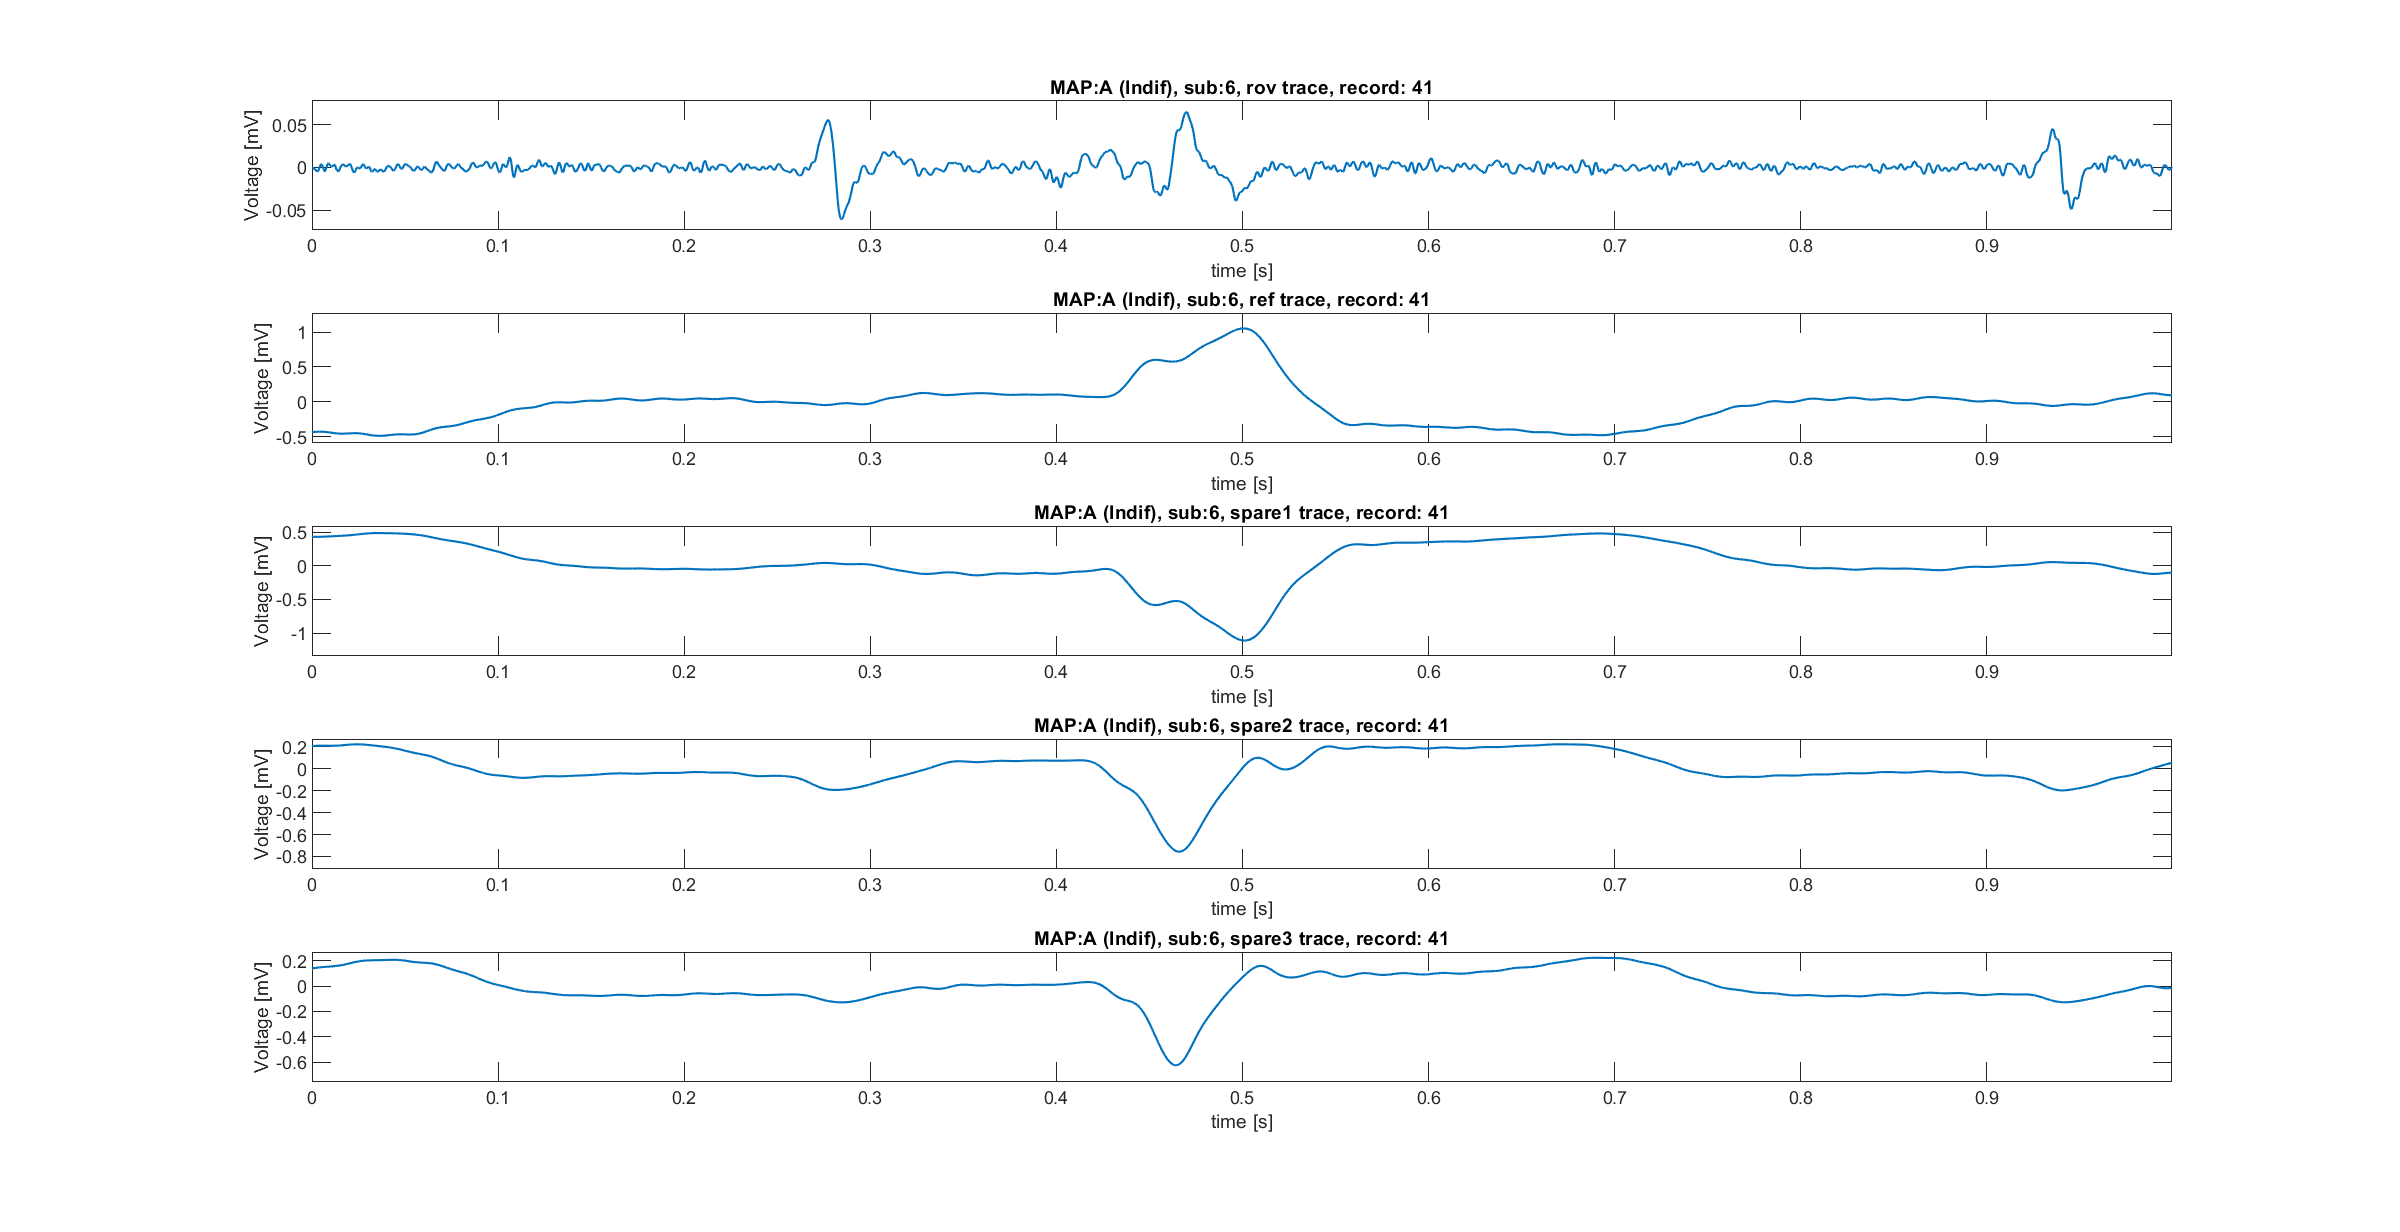 MAP:A (Indif), sub:6, rov trace, record: 41
Voltage [mV]
0.05
0
-0.05
0 0.1 0.2 0.3 0.4 0.5 0.6 0.7 0.8 0.9
time [s]
MAP:A (Indif), sub:6, ref trace, record: 41
Voltage [mV]
1
0.5
0
-0.5
0 0.1 0.2 0.3 0.4 0.5 0.6 0.7 0.8 0.9
time [s]
MAP:A (Indif), sub:6, spare1 trace, record: 41
Voltage [mV]
0.5
0
-0.5
-1
0 0.1 0.2 0.3 0.4 0.5 0.6 0.7 0.8 0.9
time [s]
MAP:A (Indif), sub:6, spare2 trace, record: 41
Voltage [mV]
0.2
0
-0.2
-0.4
-0.6
-0.8
0 0.1 0.2 0.3 0.4 0.5 0.6 0.7 0.8 0.9
time [s]
MAP:A (Indif), sub:6, spare3 trace, record: 41
Voltage [mV]
0.2
0
-0.2
-0.4
-0.6
0 0.1 0.2 0.3 0.4 0.5 0.6 0.7 0.8 0.9
time [s]